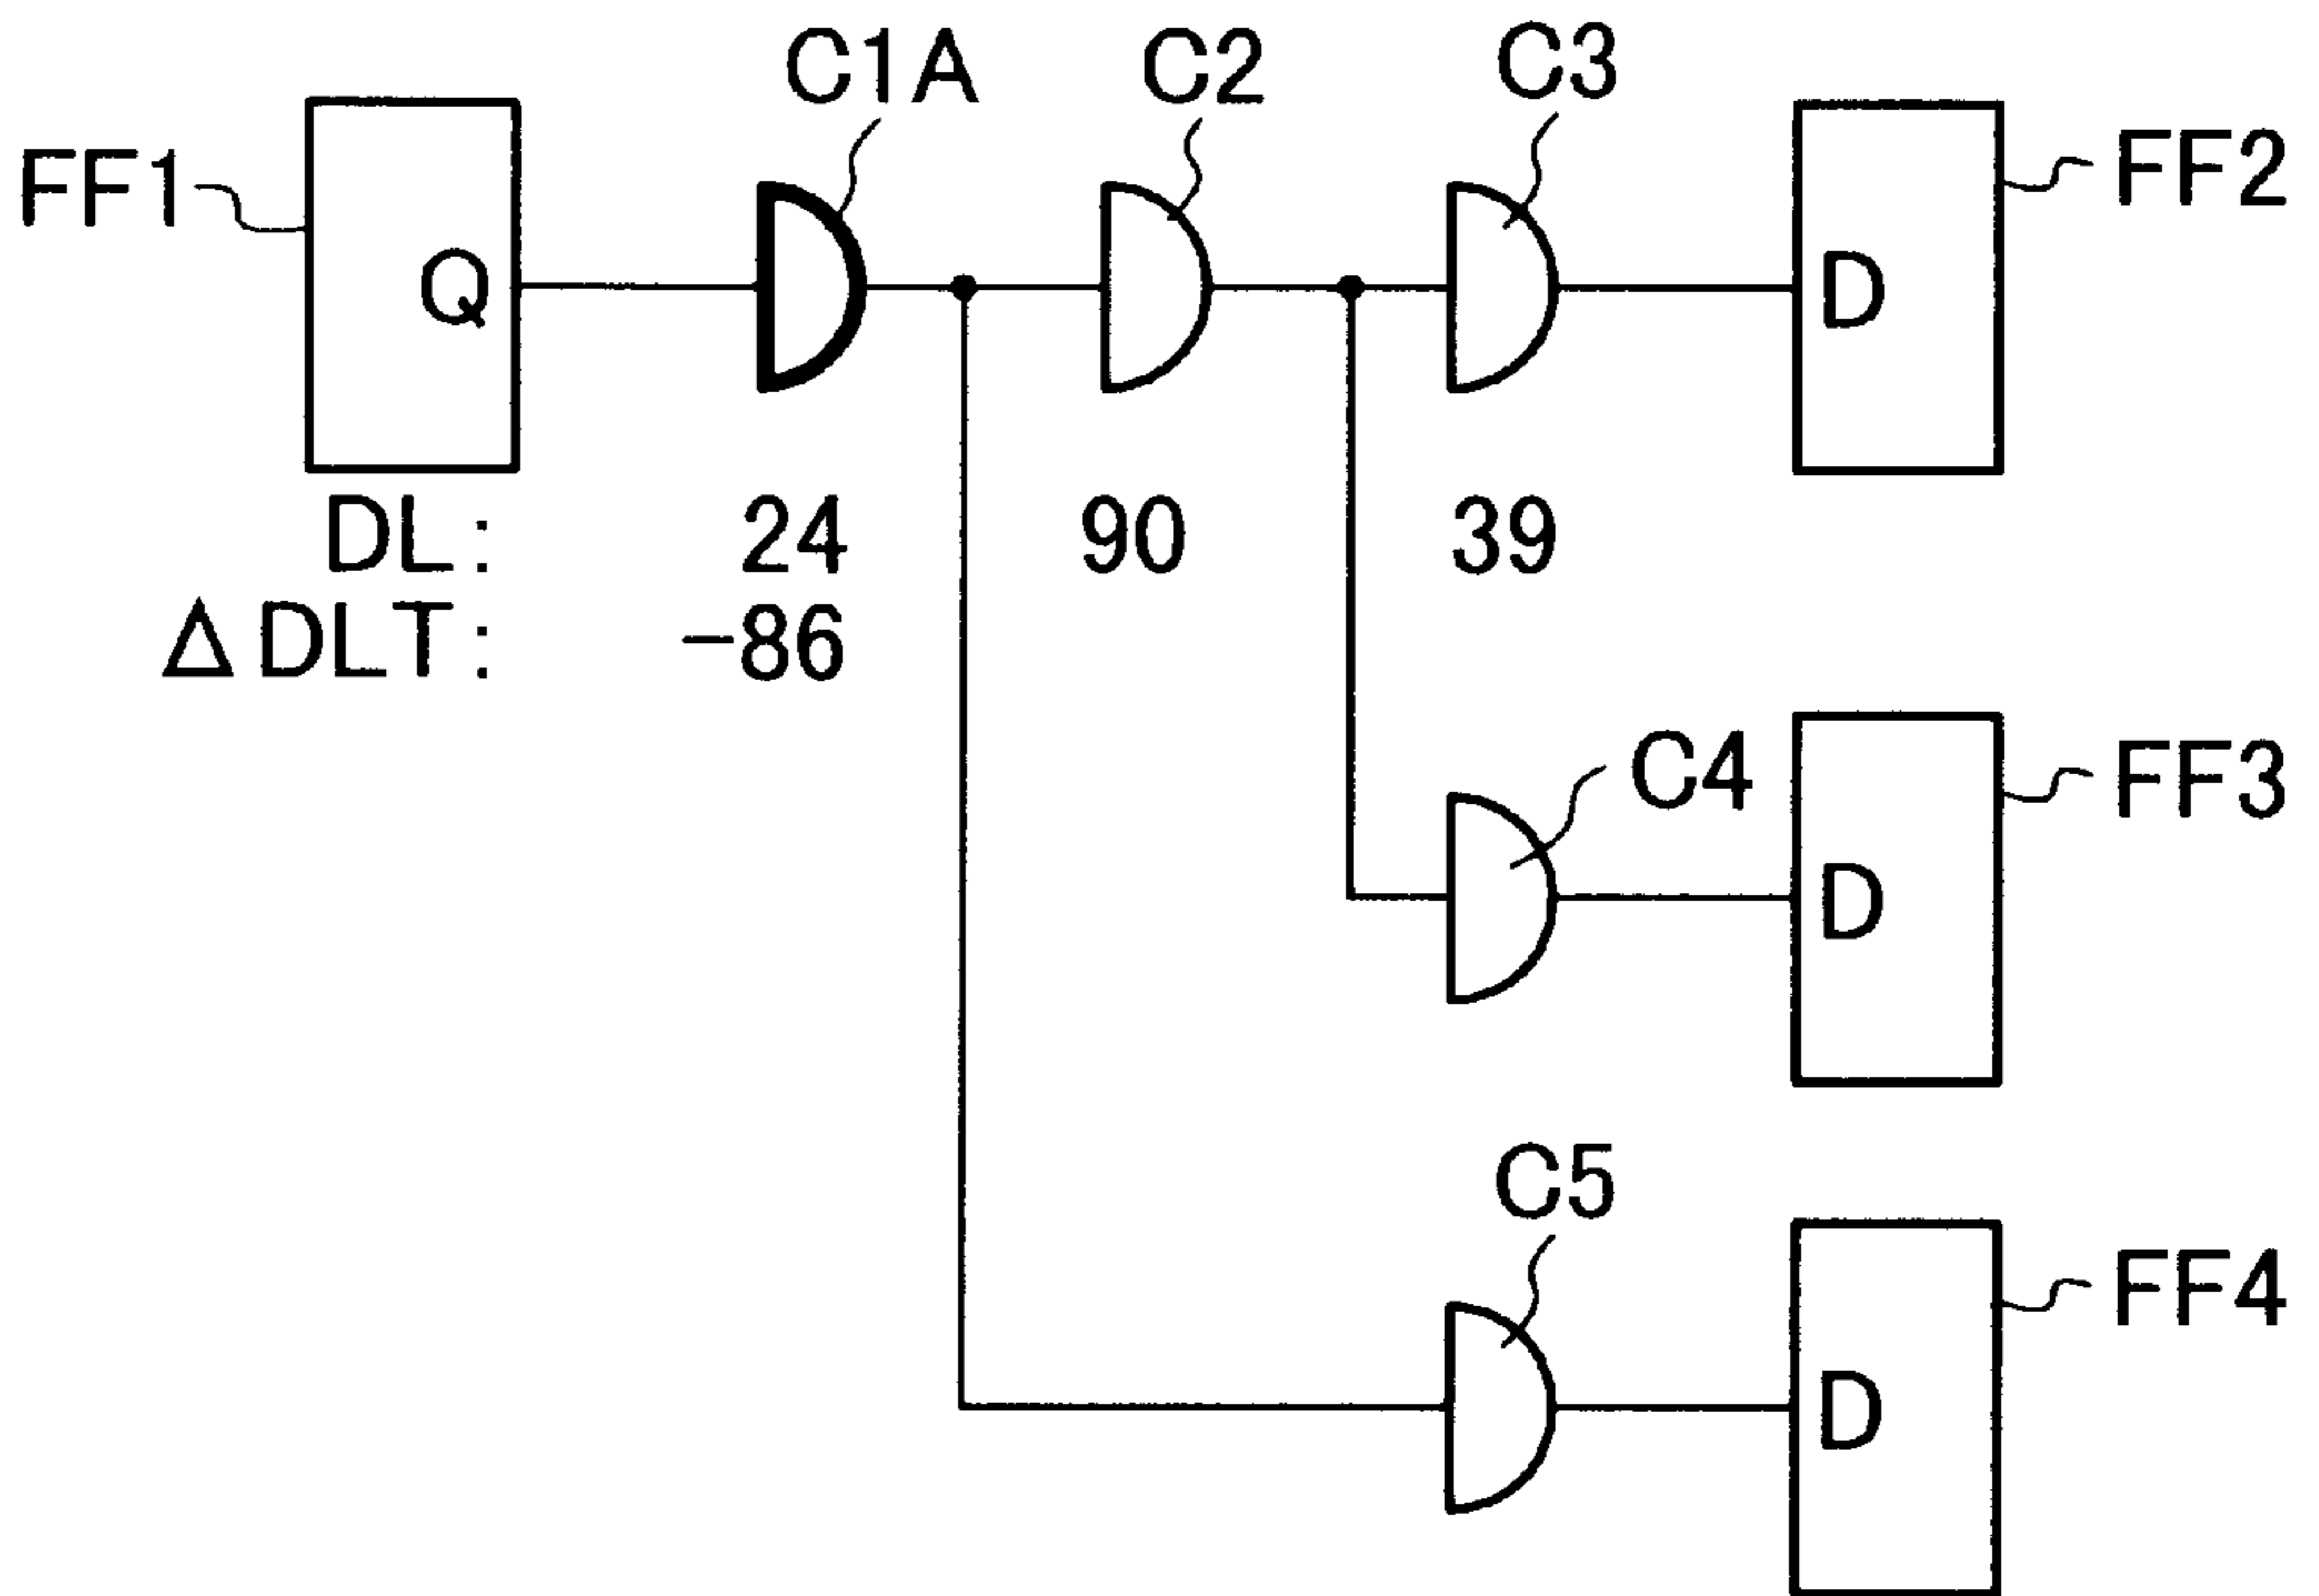 C1A C2 C3
FF1 FF2
Q D
DL: 24 90 39
ΔDLT: -86
C4 FF3
D
C5
FF4
D